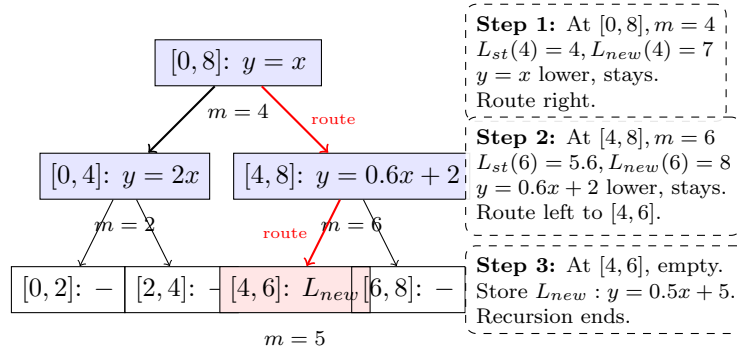 [0, 8]: y = x
m = 4
route
[0, 4]: y = 2x
[4, 8]: y = 0.6x + 2
m = 2
route
m = 6
[0, 2]: −
[2, 4]: −
[4, 6]: L_new
[6, 8]: −
m = 5
Step 1: At [0, 8], m = 4
L_st(4) = 4, L_new(4) = 7
y = x lower, stays.
Route right.
Step 2: At [4, 8], m = 6
L_st(6) = 5.6, L_new(6) = 8
y = 0.6x + 2 lower, stays.
Route left to [4, 6].
Step 3: At [4, 6], empty.
Store L_new : y = 0.5x + 5.
Recursion ends.